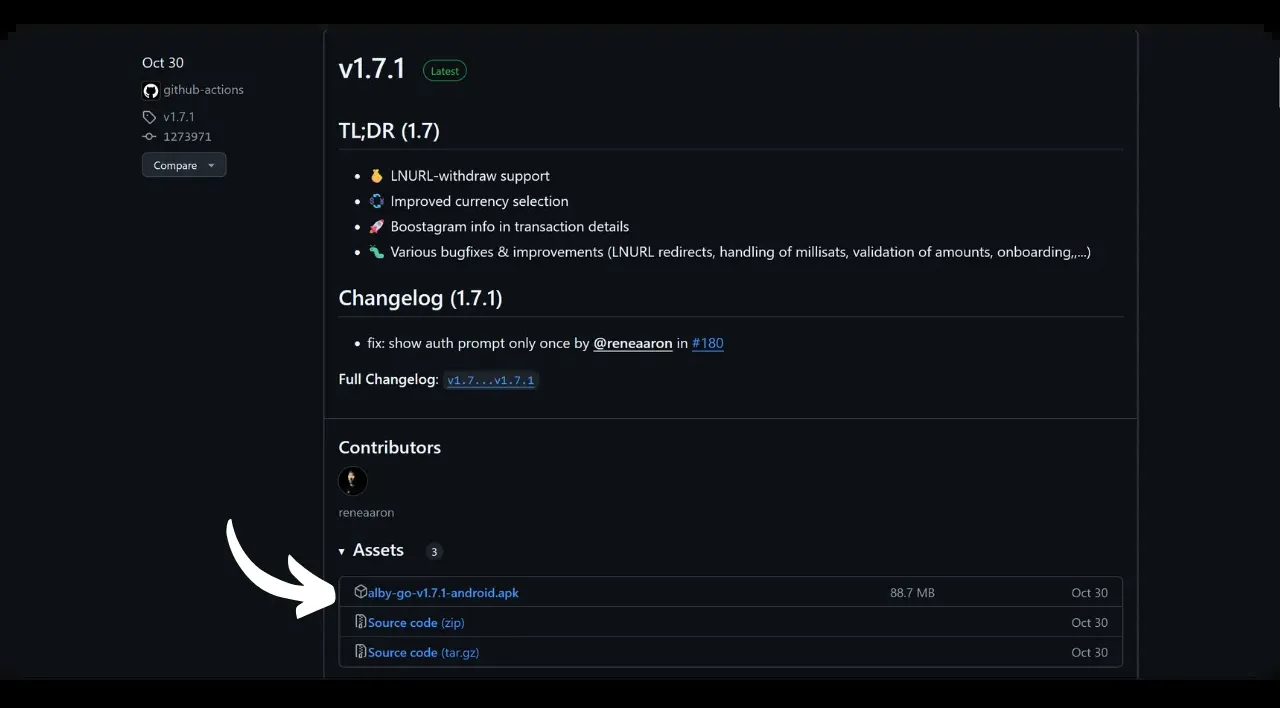 Oct 30
github-actions
v1.7.1
1273971
Compare
v1.7.1 Latest
TL;DR (1.7)
LNURL-withdraw support
Improved currency selection
Boostagram info in transaction details
Various bugfixes & improvements (LNURL redirects, handling of millisats, validation of amounts, onboarding,,...)
Changelog (1.7.1)
fix: show auth prompt only once by @reneaaron in #180
Full Changelog: v1.7...v1.7.1
Contributors
reneaaron
Assets 3
alby-go-v1.7.1-android.apk 88.7 MB Oct 30
Source code (zip) Oct 30
Source code (tar.gz) Oct 30